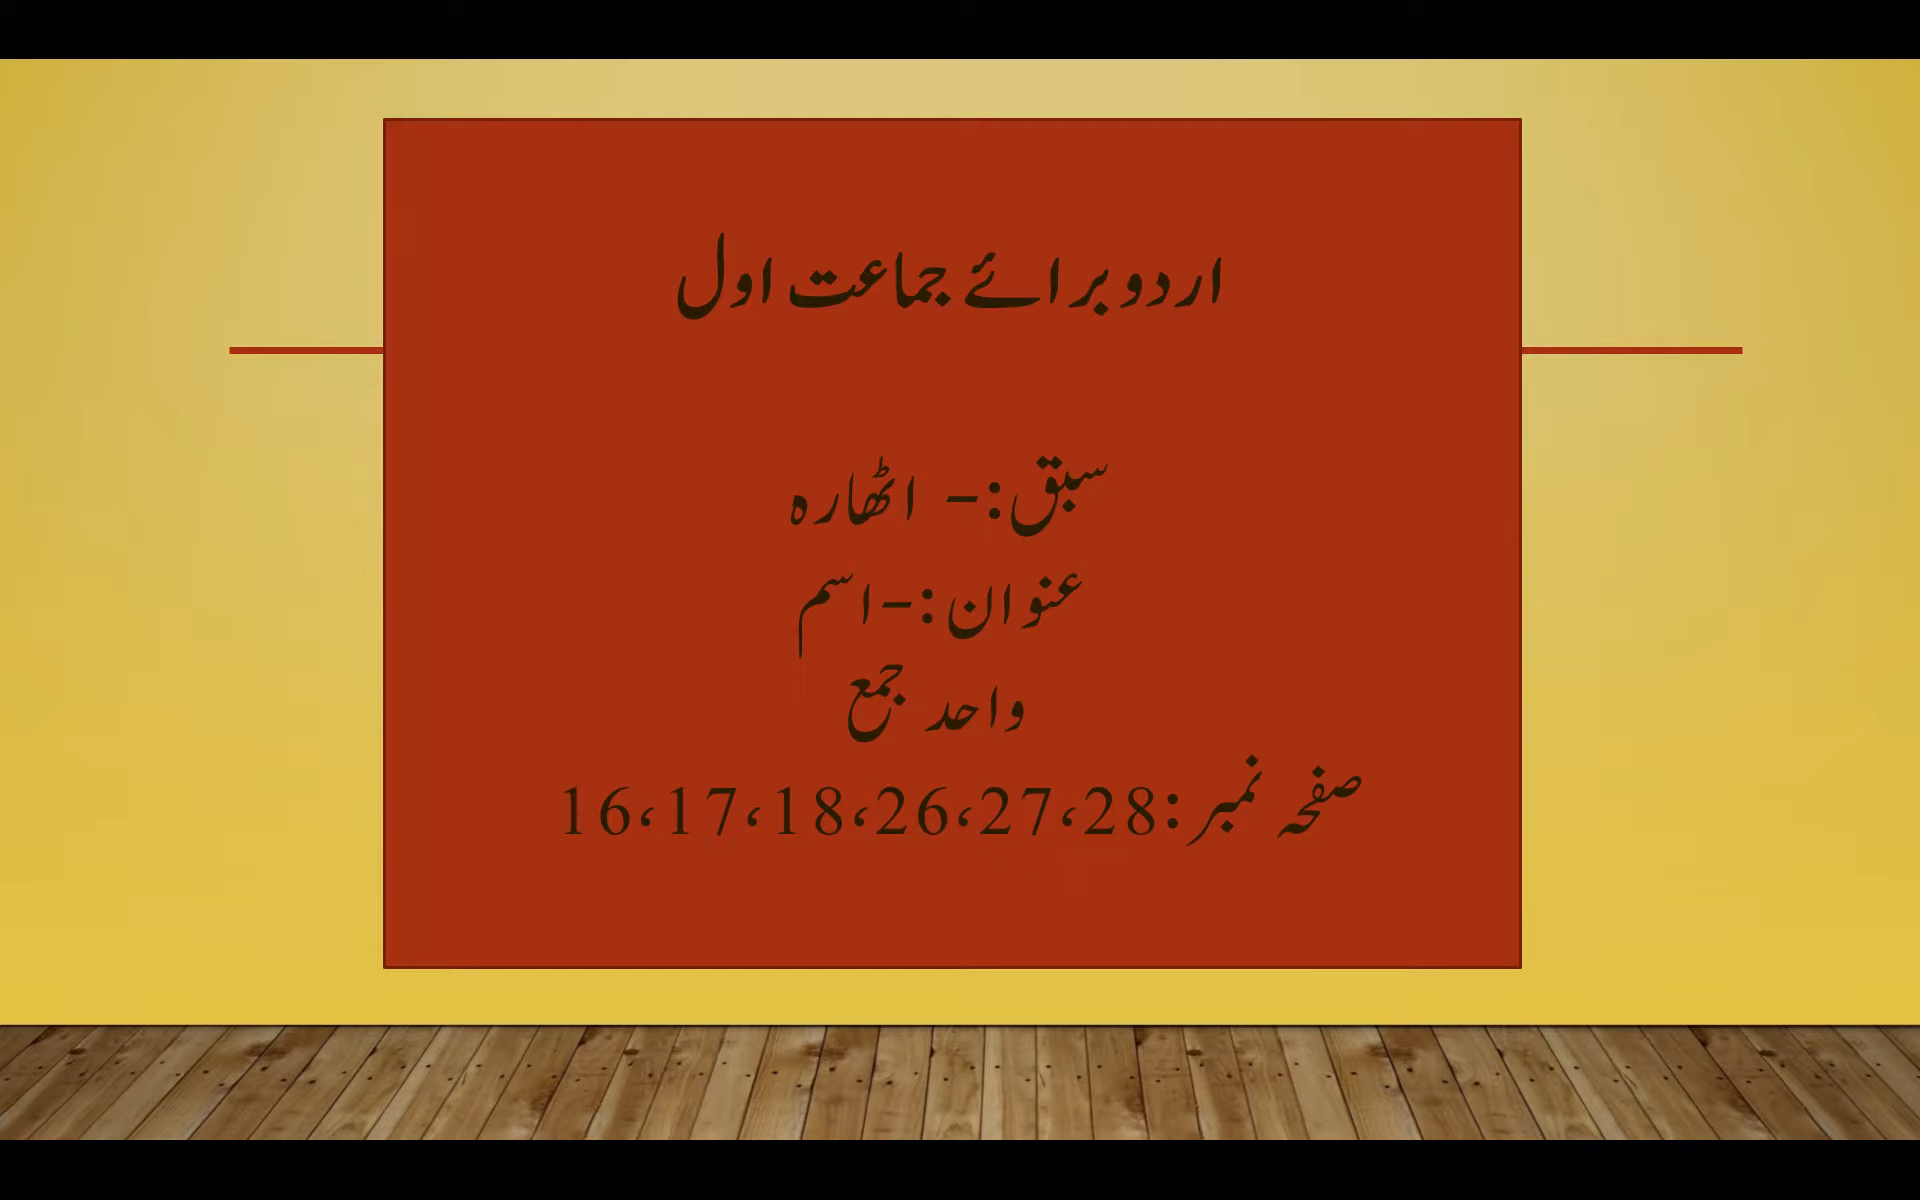 اردو برائے جماعت اول
سبق:- اٹھارہ
عنوان:-اسم
واحد جمع
صفحہ نمبر:16،17،18،26،27،28